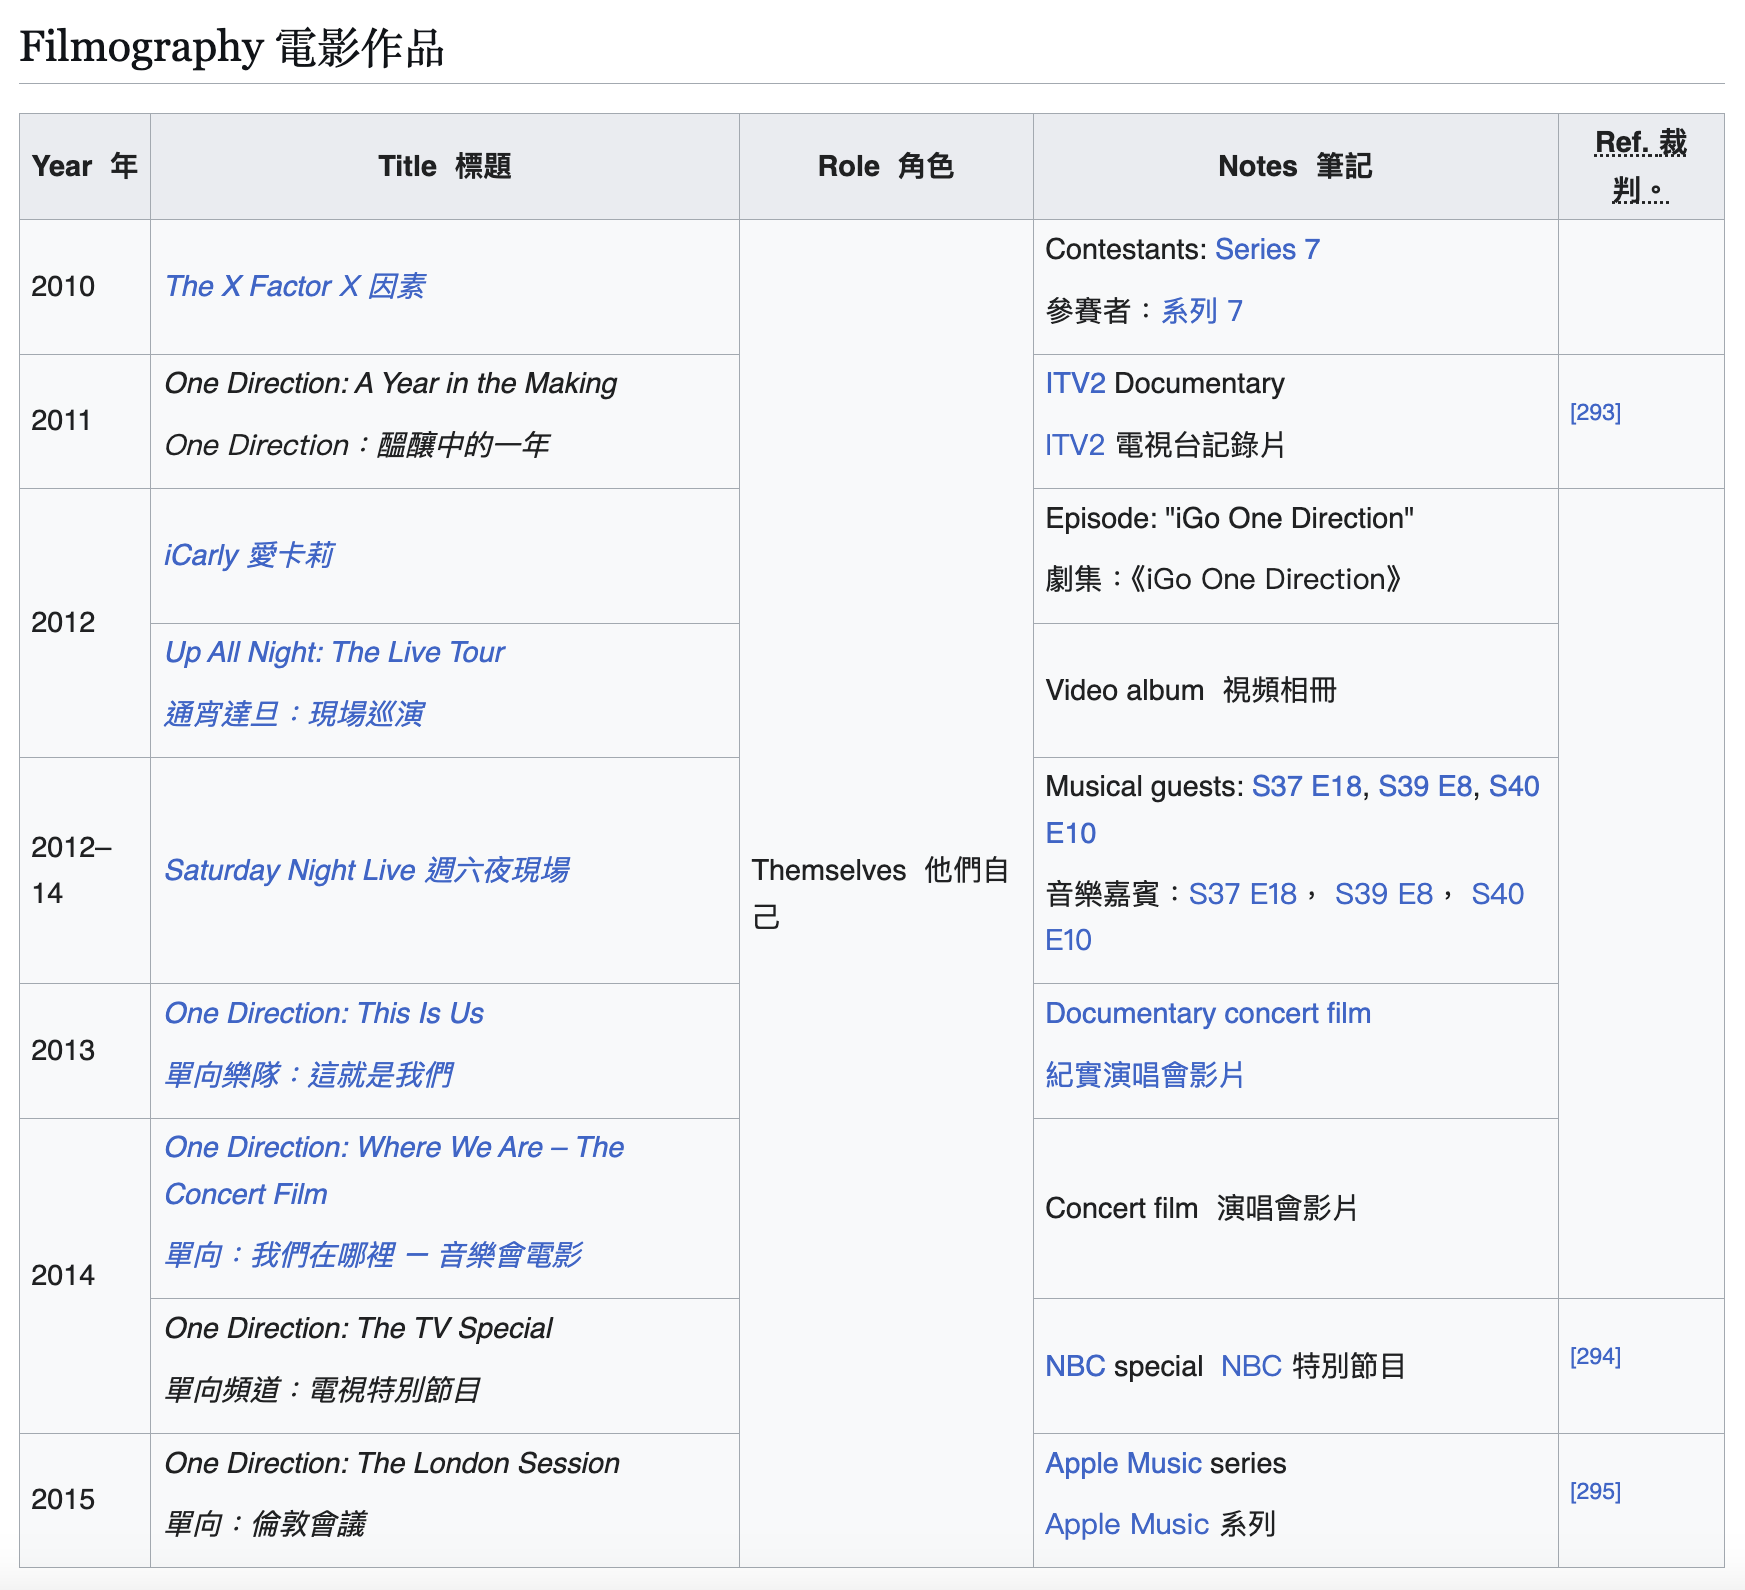 Filmography 電影作品
Year 年
Title 標題
Role 角色
Notes 筆記
Ref. 裁
判。
2010
The X Factor X 因素
Themselves 他們自
己
Contestants: Series 7
參賽者：系列 7
2011
One Direction: A Year in the Making
One Direction：醞釀中的一年
ITV2 Documentary
ITV2 電視台記錄片
[293]
2012
iCarly 愛卡莉
Episode: "iGo One Direction"
劇集：《iGo One Direction》
Up All Night: The Live Tour
通宵達旦：現場巡演
Video album 視頻相冊
2012–
14
Saturday Night Live 週六夜現場
Musical guests: S37 E18, S39 E8, S40
E10
音樂嘉賓：S37 E18， S39 E8， S40
E10
2013
One Direction: This Is Us
單向樂隊：這就是我們
Documentary concert film
紀實演唱會影片
2014
One Direction: Where We Are – The
Concert Film
單向：我們在哪裡 — 音樂會電影
Concert film 演唱會影片
One Direction: The TV Special
單向頻道：電視特別節目
NBC special NBC 特別節目
[294]
2015
One Direction: The London Session
單向：倫敦會議
Apple Music series
Apple Music 系列
[295]